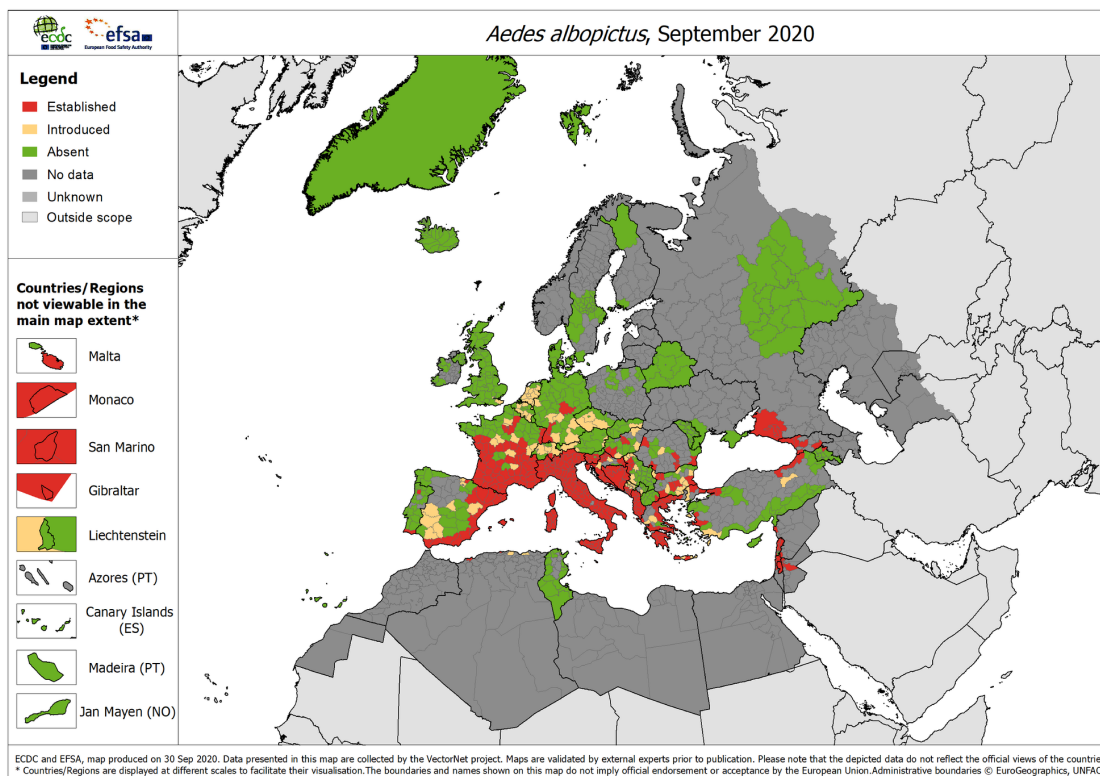 ecdc
efsa
European Food Safety Authority
Aedes albopictus, September 2020
Legend
Established
Introduced
Absent
No data
Unknown
Outside scope
Countries/Regions
not viewable in the
main map extent*
Malta
Monaco
San Marino
Gibraltar
Liechtenstein
Azores (PT)
Canary Islands
(ES)
Madeira (PT)
Jan Mayen (NO)
ECDC and EFSA, map produced on 30 Sep 2020. Data presented in this map are collected by the VectorNet project. Maps are validated by external experts prior to publication. Please note that the depicted data do not reflect the official views of the countrie
* Countries/Regions are displayed at different scales to facilitate their visualisation.The boundaries and names shown on this map do not imply official endorsement or acceptance by the European Union.Administrative boundaries © EuroGeographics, UNFAO